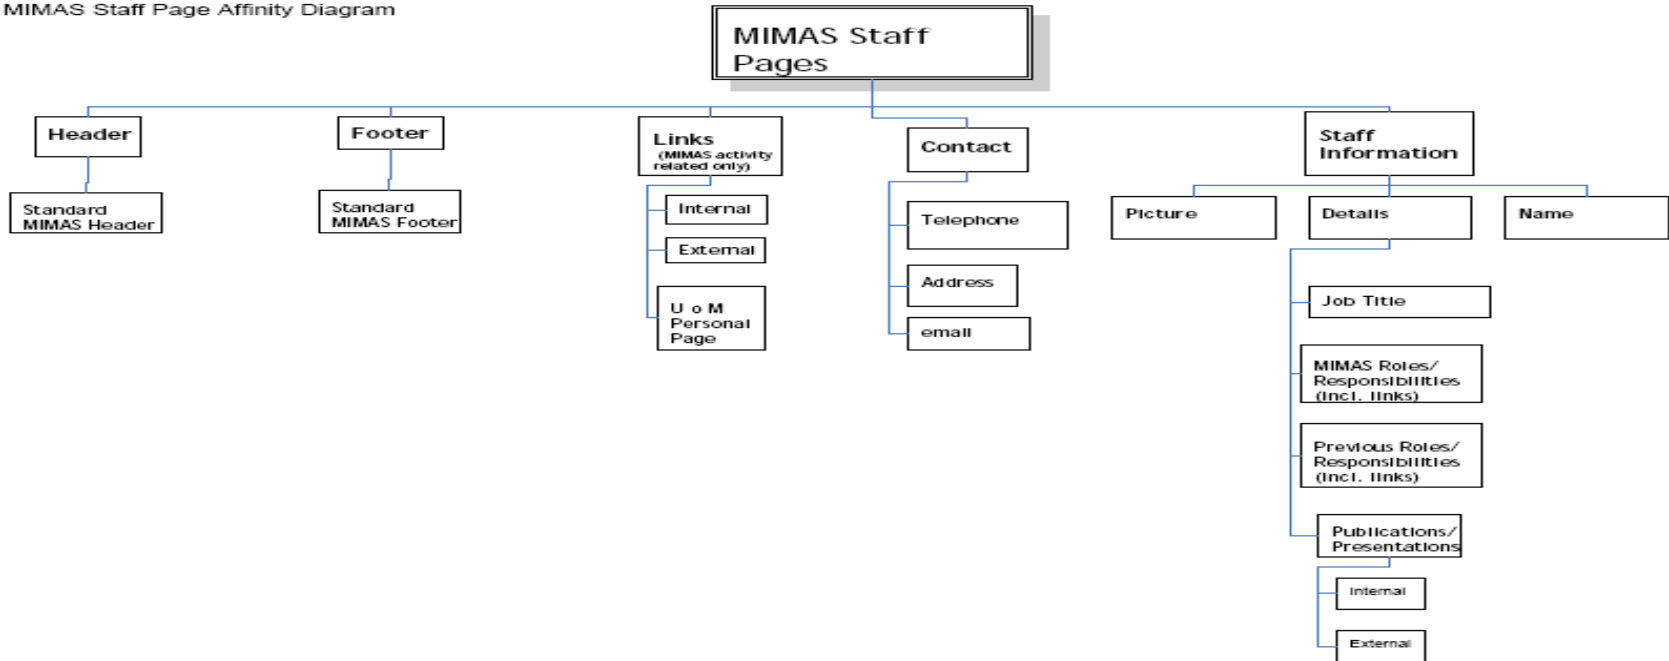 MIMAS Staff Page Affinity Diagram
MIMAS Staff
Pages
Header
Footer
Links
(MIMAS activity
related only)
Contact
Staff
Information
Standard
MIMAS Header
Standard
MIMAS Footer
Internal
External
U o M
Personal
Page
Telephone
Address
email
Picture
Details
Name
Job Title
MIMAS Roles/
Responsibilities
(incl. links)
Previous Roles/
Responsibilities
(incl. links)
Publications/
Presentations
Internal
External